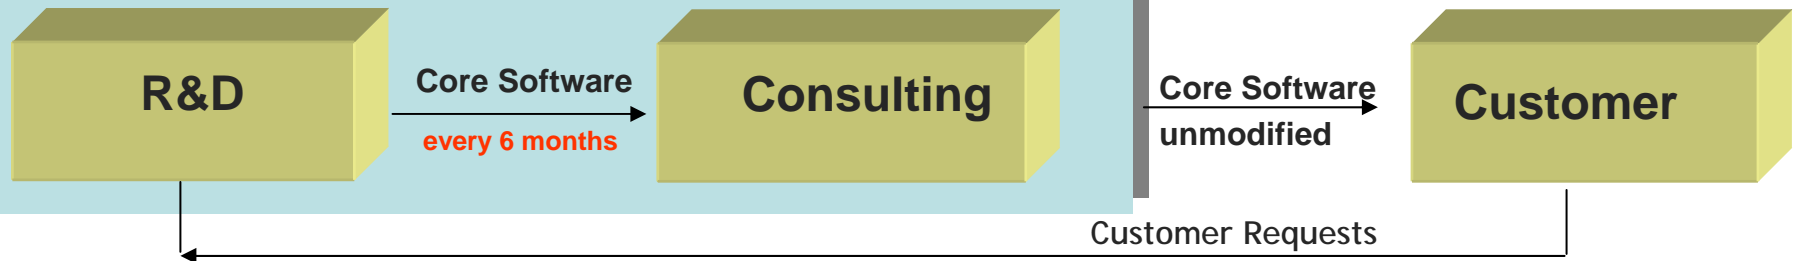 R&D
Core Software
every 6 months
Consulting
Core Software
unmodified
Customer
Customer Requests